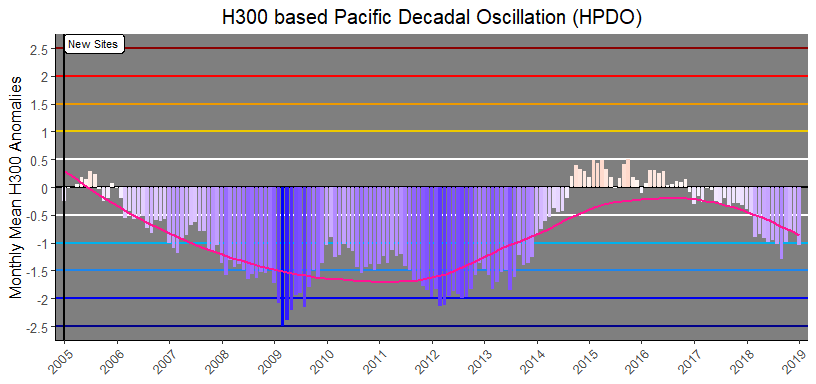 H300 based Pacific Decadal Oscillation (HPDO)
New Sites
Monthly Mean H300 Anomalies
2.5
2
1.5
1
0.5
0
-0.5
-1
-1.5
-2
-2.5
2005 2006 2007 2008 2009 2010 2011 2012 2013 2014 2015 2016 2017 2018 2019